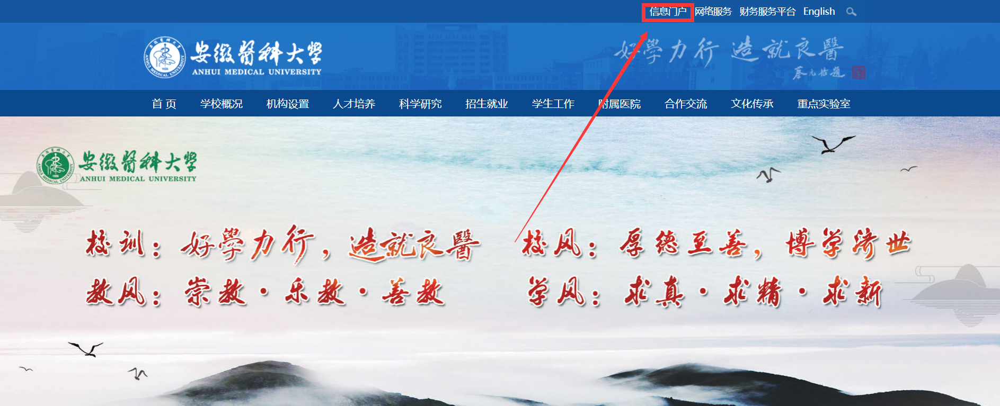 信息门户 网络服务 财务服务平台 English
安徽醫科大学
ANHUI MEDICAL UNIVERSITY
好學力行 造就良醫
蔡元培题
首 页 学校概况 机构设置 人才培养 科学研究 招生就业 学生工作 附属医院 合作交流 文化传承 重点实验室
安徽醫科大学
ANHUI MEDICAL UNIVERSITY
校训：好學力行，造就良醫 校风：厚德至善，博学济世
教风：崇教·乐教·善教 学风：求真·求精·求新